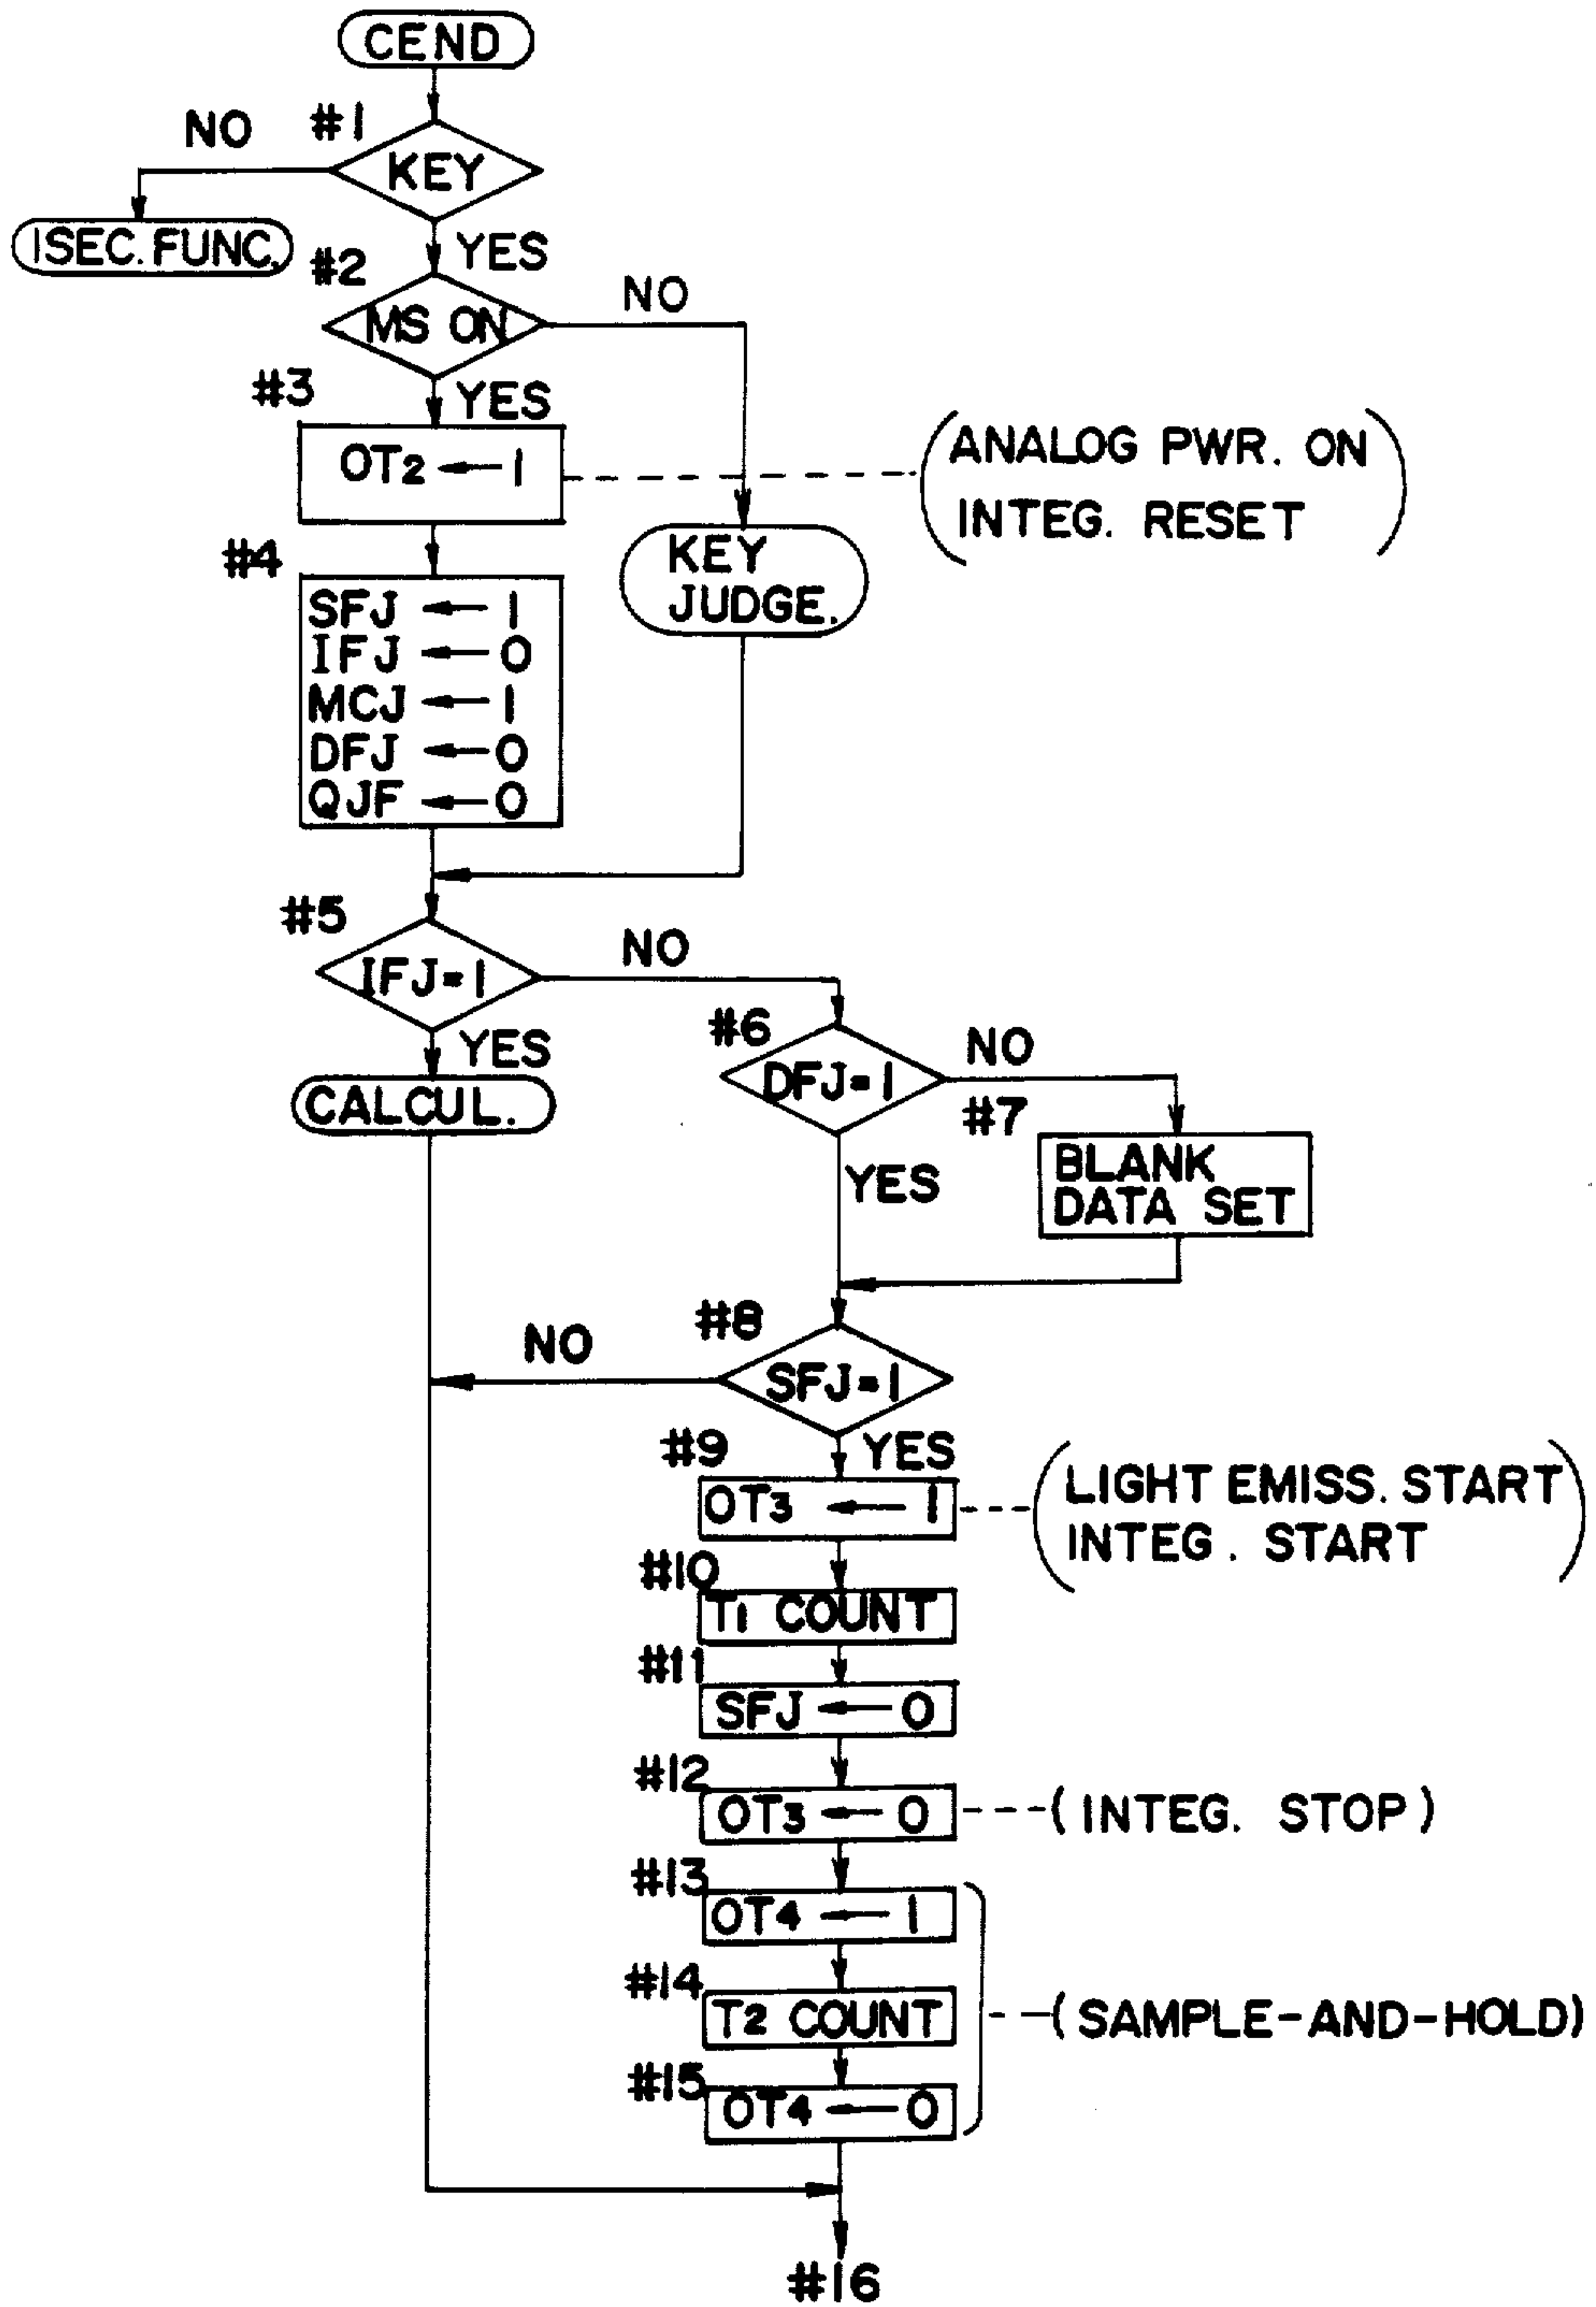 CEND
NO
#1
KEY
1SEC. FUNC.
YES
#2
MS ON
NO
#3
YES
OT2 ← 1
ANALOG PWR. ON
INTEG. RESET
#4
KEY
JUDGE.
SFJ ← 1
IFJ ← 0
MCJ ← 1
DFJ ← 0
QJF ← 0
#5
IFJ=1
NO
YES
CALCUL.
#6
DFJ=1
NO
#7
YES
BLANK
DATA SET
#8
NO
SFJ=1
#9
YES
OT3 ← 1
(LIGHT EMISS. START
INTEG. START)
#10
T1 COUNT
#11
SFJ ← 0
#12
OT3 ← 0
(INTEG. STOP)
#13
OT4 ← 1
#14
T2 COUNT
(SAMPLE-AND-HOLD)
#15
OT4 ← 0
#16